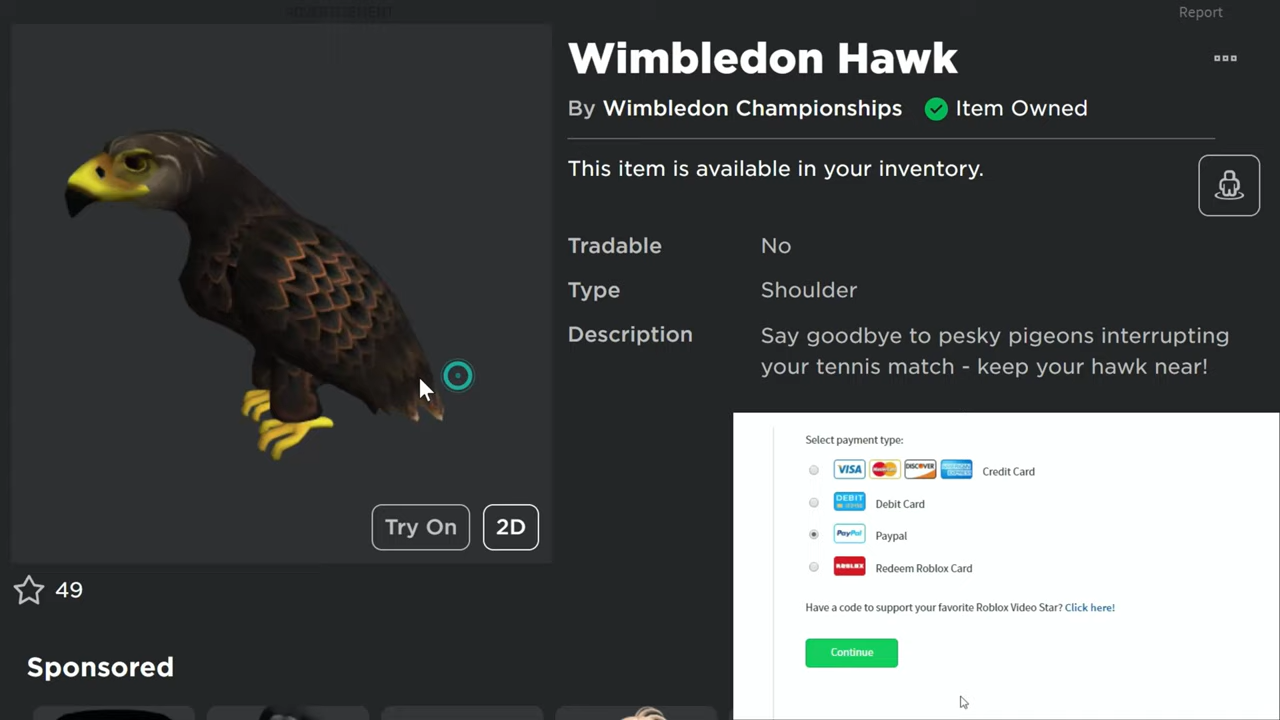 ADVERTISEMENT
Report
Wimbledon Hawk
By Wimbledon Championships Item Owned
This item is available in your inventory.
Tradable No
Type Shoulder
Description Say goodbye to pesky pigeons interrupting
your tennis match - keep your hawk near!
Try On 2D
49
Sponsored
Select payment type:
VISA MasterCard DISCOVER Credit Card
DEBIT Debit Card
PayPal Paypal
ROBLOX Redeem Roblox Card
Have a code to support your favorite Roblox Video Star? Click here!
Continue